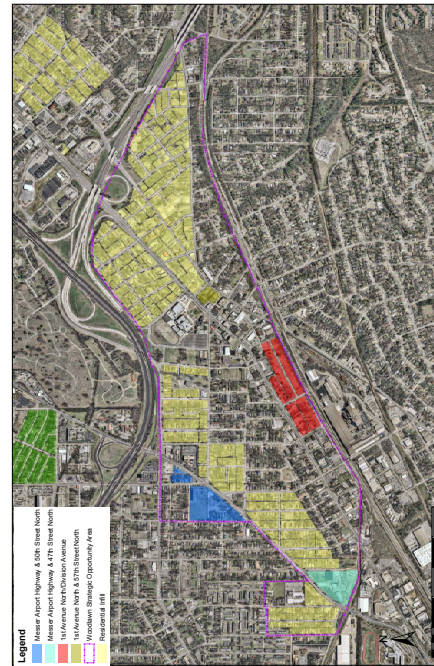 Legend
Messer Airport Highway & 50th Street North
Messer Airport Highway & 47th Street North
1st Avenue North/Division Avenue
1st Avenue North & 57th Street North
Woodlawn Strategic Opportunity Area
Residential Infill